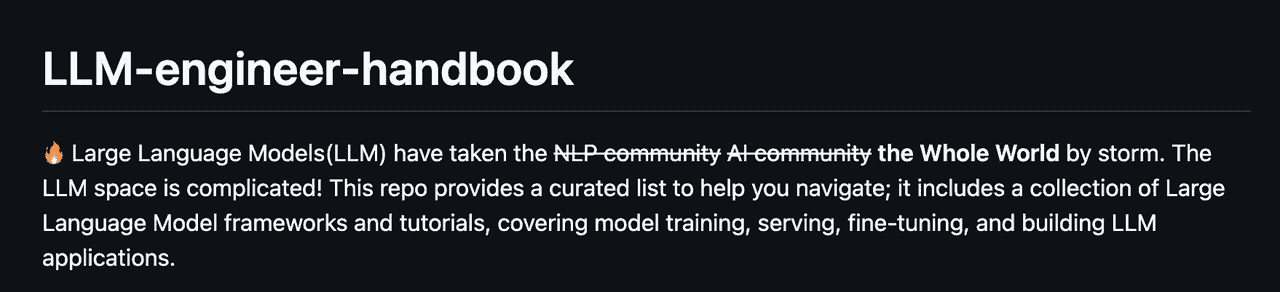 LLM-engineer-handbook
🔥 Large Language Models(LLM) have taken the NLP community AI community the Whole World by storm. The
LLM space is complicated! This repo provides a curated list to help you navigate; it includes a collection of Large
Language Model frameworks and tutorials, covering model training, serving, fine-tuning, and building LLM
applications.